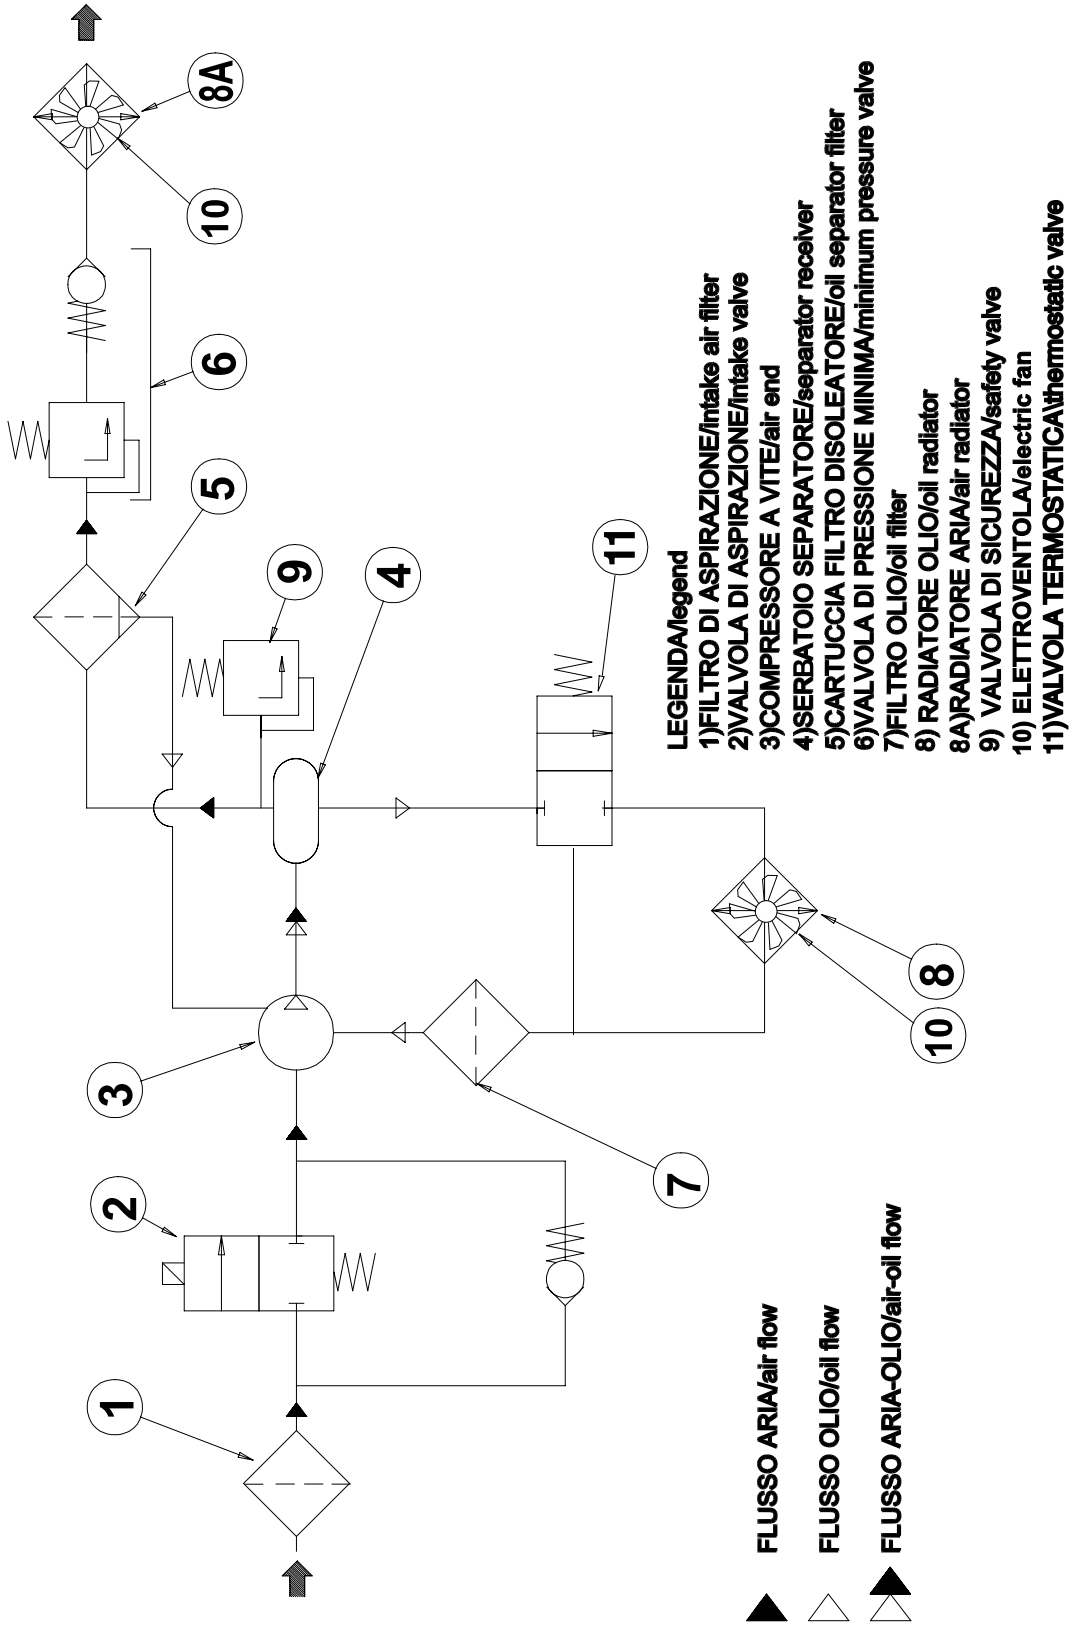 1
2
3
4
5
6
7
8
8A
9
10
10
11
LEGENDA/legend
1)FILTRO DI ASPIRAZIONE/intake air filter
2)VALVOLA DI ASPIRAZIONE/intake valve
3)COMPRESSORE A VITE/air end
4)SERBATOIO SEPARATORE/separator receiver
5)CARTUCCIA FILTRO DISOLEATORE/oil separator filter
6)VALVOLA DI PRESSIONE MINIMA/minimum pressure valve
7)FILTRO OLIO/oil filter
8) RADIATORE OLIO/oil radiator
8A)RADIATORE ARIA/air radiator
9) VALVOLA DI SICUREZZA/safety valve
10) ELETTROVENTOLA/electric fan
11)VALVOLA TERMOSTATICA\thermostatic valve
FLUSSO ARIA/air flow
FLUSSO OLIO/oil flow
FLUSSO ARIA-OLIO/air-oil flow